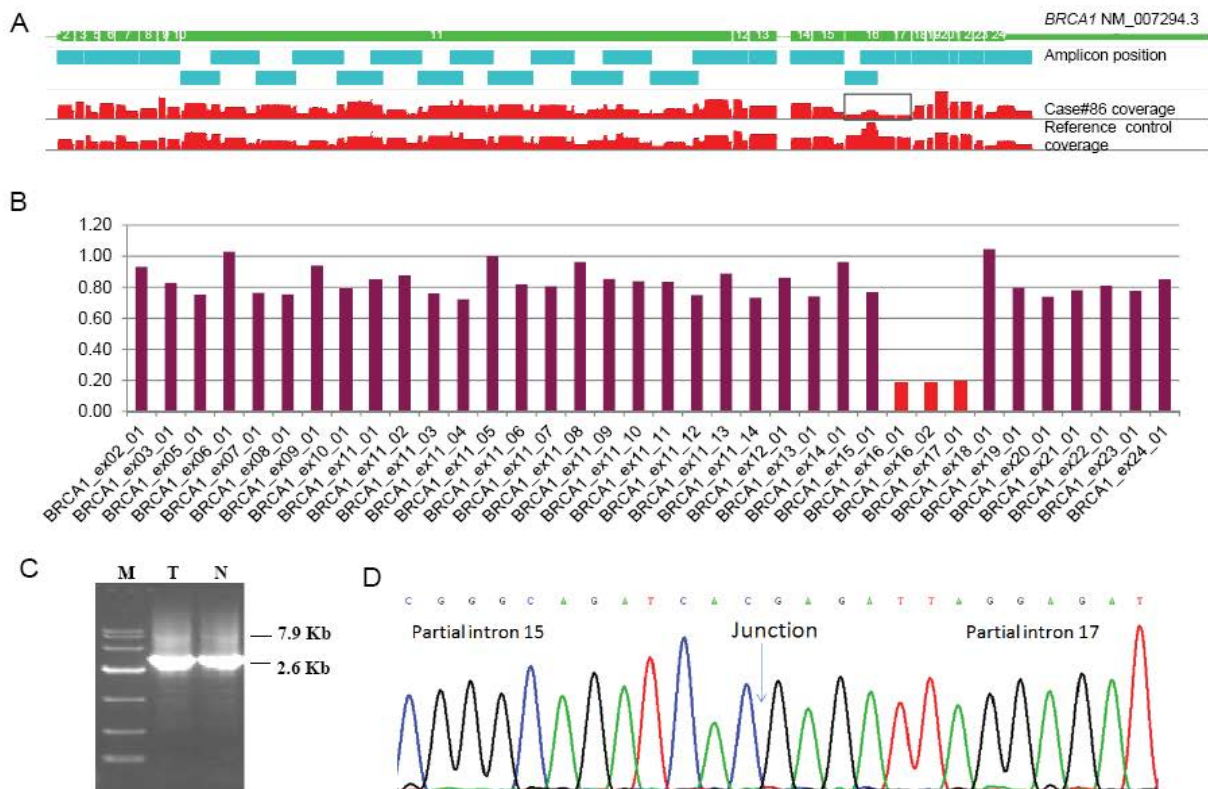 A
BRCA1 NM_007294.3
2 3 5 6 7 8 9 10 11 12 13 14 15 16 17 18 19 20 2 23 24
Amplicon position
Case#86 coverage
Reference control
coverage
B
1.20
1.00
0.80
0.60
0.40
0.20
0.00
BRCA1_ex02_01
BRCA1_ex03_01
BRCA1_ex05_01
BRCA1_ex06_01
BRCA1_ex07_01
BRCA1_ex08_01
BRCA1_ex09_01
BRCA1_ex10_01
BRCA1_ex11_01
BRCA1_ex11_02
BRCA1_ex11_03
BRCA1_ex11_04
BRCA1_ex11_05
BRCA1_ex11_06
BRCA1_ex11_07
BRCA1_ex11_08
BRCA1_ex11_09
BRCA1_ex11_10
BRCA1_ex11_11
BRCA1_ex11_12
BRCA1_ex11_13
BRCA1_ex11_14
BRCA1_ex12_01
BRCA1_ex13_01
BRCA1_ex14_01
BRCA1_ex15_01
BRCA1_ex16_01
BRCA1_ex16_02
BRCA1_ex17_01
BRCA1_ex18_01
BRCA1_ex19_01
BRCA1_ex20_01
BRCA1_ex21_01
BRCA1_ex22_01
BRCA1_ex23_01
BRCA1_ex24_01
C
M T N
7.9 Kb
2.6 Kb
D
C G G G C A G A T C A C G A G A T T A G G A G A T
Partial intron 15 Junction Partial intron 17